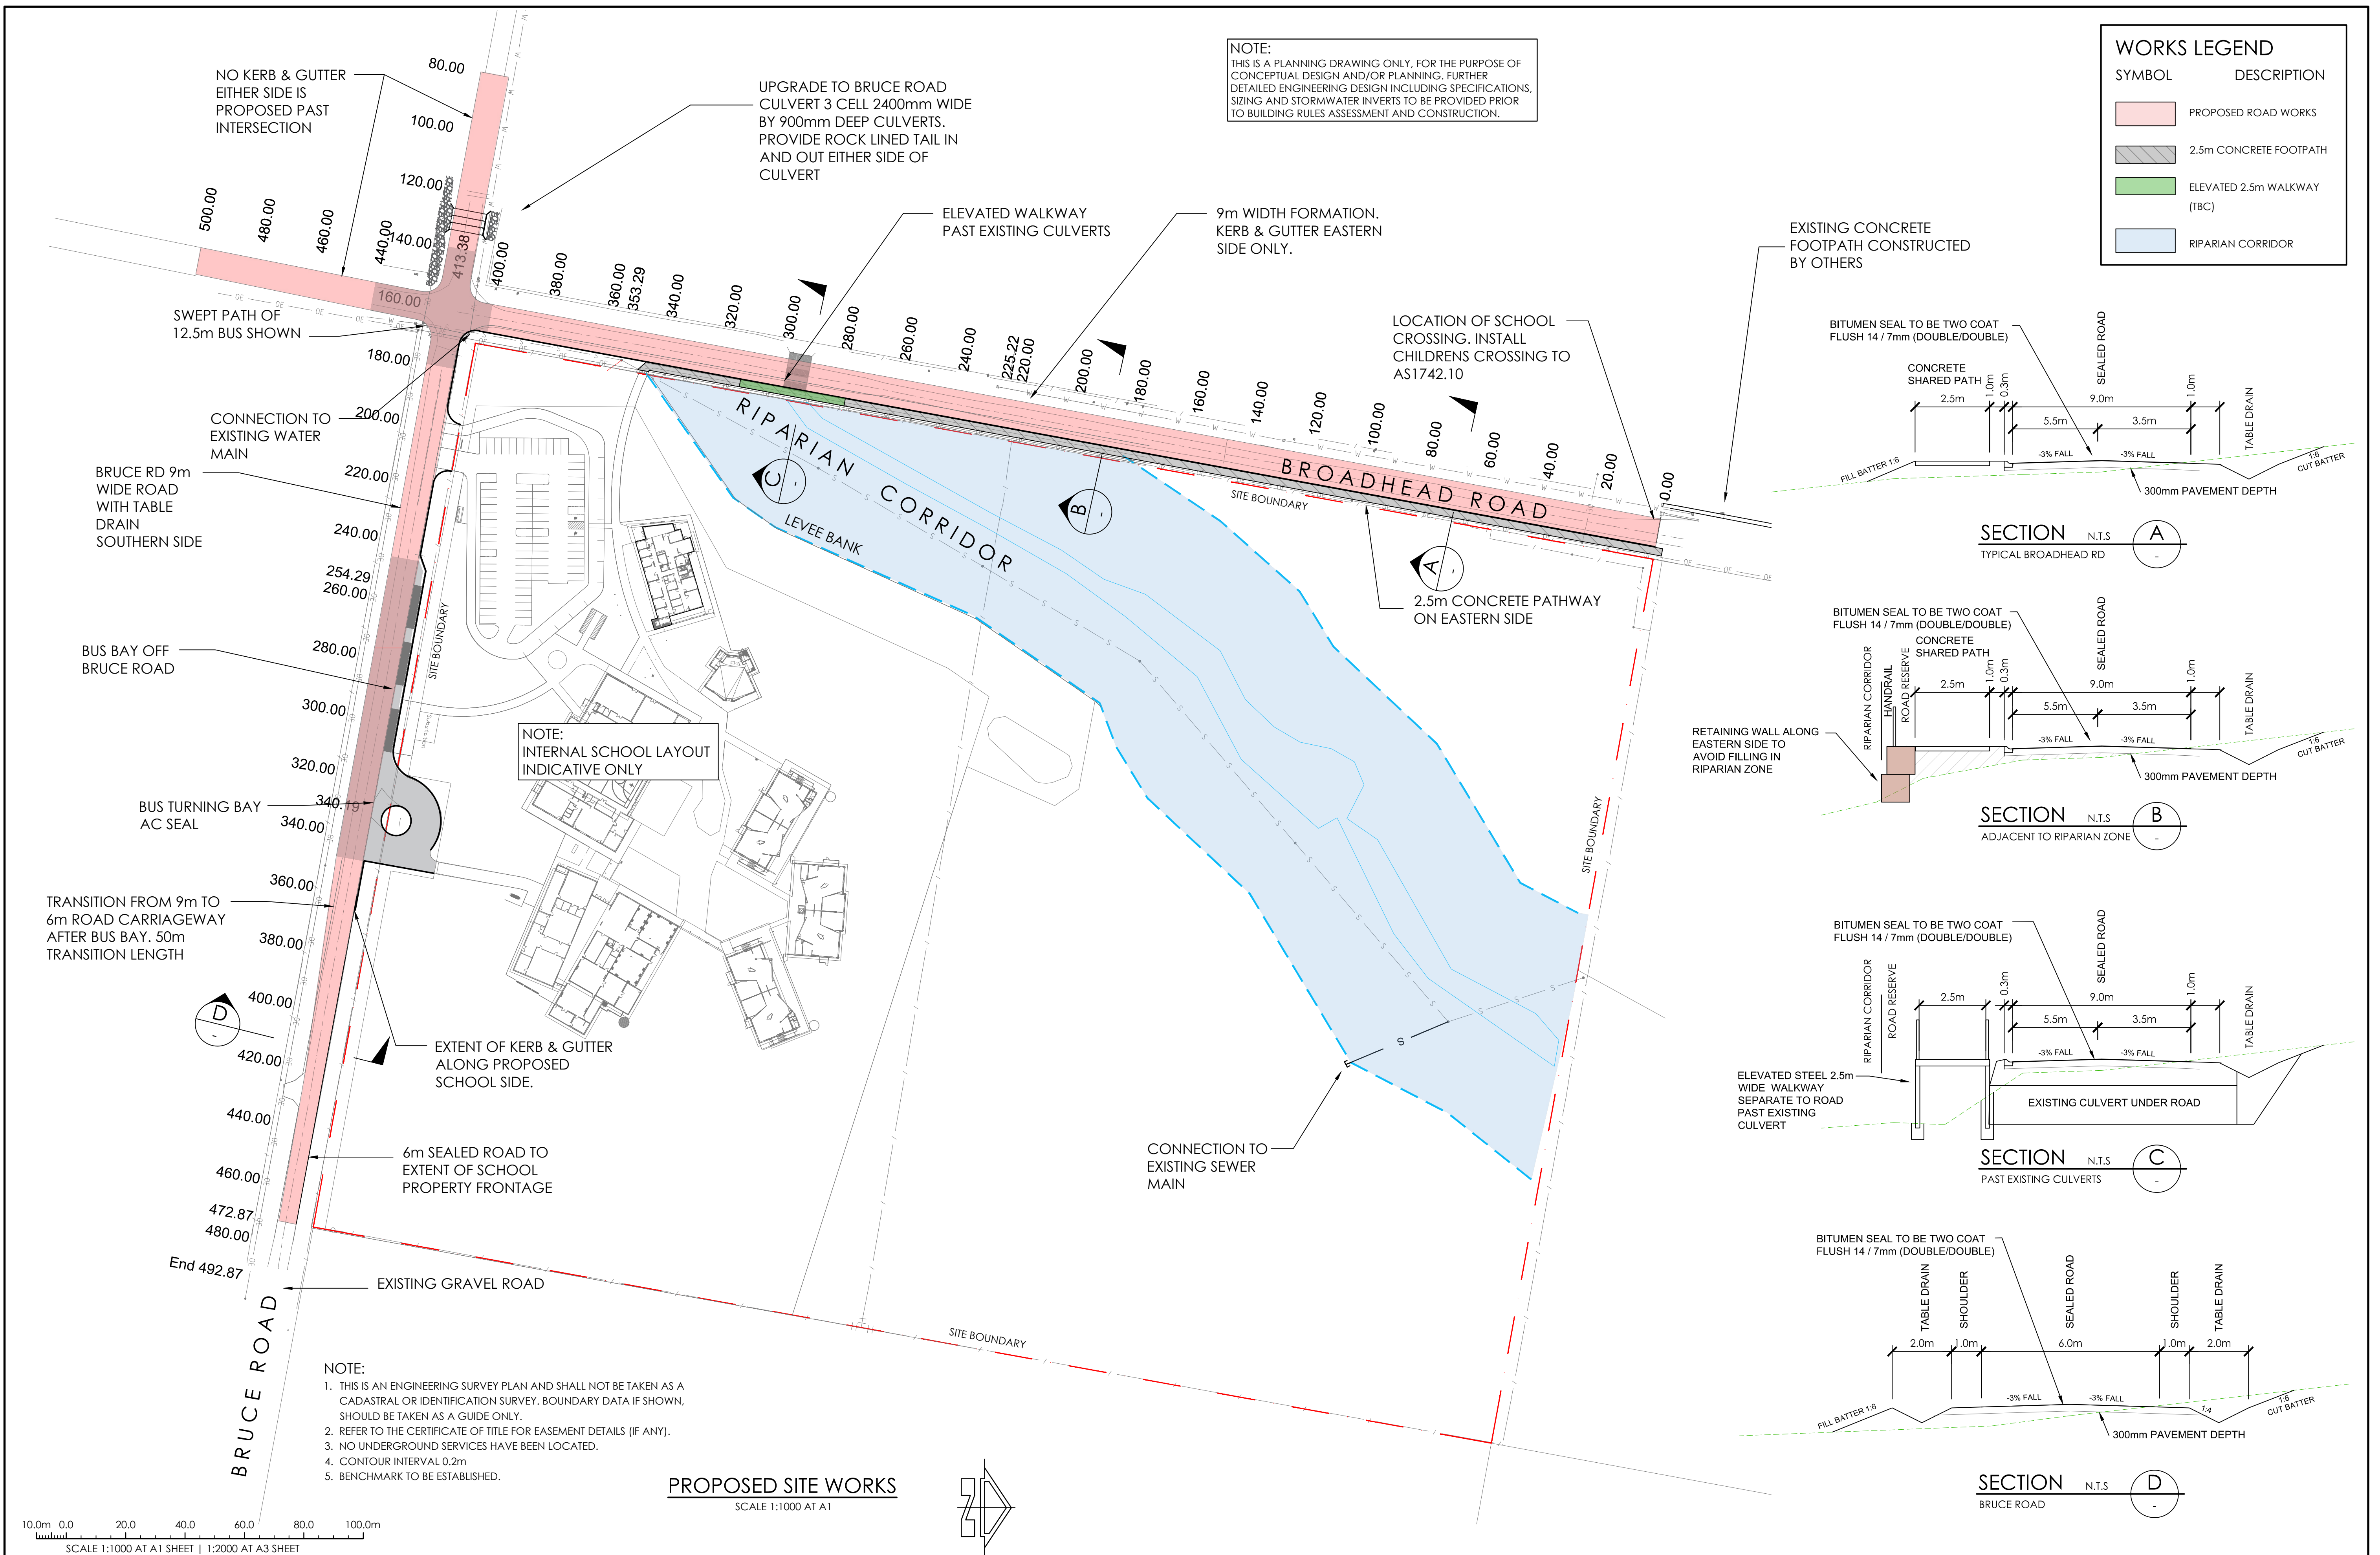 NO KERB & GUTTER
EITHER SIDE IS
PROPOSED PAST
INTERSECTION
UPGRADE TO BRUCE ROAD
CULVERT 3 CELL 2400mm WIDE
BY 900mm DEEP CULVERTS.
PROVIDE ROCK LINED TAIL IN
AND OUT EITHER SIDE OF
CULVERT
NOTE:
THIS IS A PLANNING DRAWING ONLY, FOR THE PURPOSE OF
CONCEPTUAL DESIGN AND/OR PLANNING. FURTHER
DETAILED ENGINEERING DESIGN INCLUDING SPECIFICATIONS,
SIZING AND STORMWATER INVERTS TO BE PROVIDED PRIOR
TO BUILDING RULES ASSESSMENT AND CONSTRUCTION.
WORKS LEGEND
SYMBOL DESCRIPTION
PROPOSED ROAD WORKS
2.5m CONCRETE FOOTPATH
ELEVATED 2.5m WALKWAY
(TBC)
RIPARIAN CORRIDOR
80.00
100.00
120.00
140.00
160.00
180.00
200.00
220.00
240.00
254.29
260.00
280.00
300.00
320.00
340.19
340.00
360.00
380.00
400.00
420.00
440.00
460.00
472.87
480.00
End 492.87
500.00
480.00
460.00
440.00
413.38
400.00
380.00
360.00
353.29
340.00
320.00
300.00
280.00
260.00
240.00
225.22
220.00
200.00
180.00
160.00
140.00
120.00
100.00
80.00
60.00
40.00
20.00
0.00
ELEVATED WALKWAY
PAST EXISTING CULVERTS
9m WIDTH FORMATION.
KERB & GUTTER EASTERN
SIDE ONLY.
EXISTING CONCRETE
FOOTPATH CONSTRUCTED
BY OTHERS
LOCATION OF SCHOOL
CROSSING. INSTALL
CHILDRENS CROSSING TO
AS1742.10
SWEPT PATH OF
12.5m BUS SHOWN
CONNECTION TO
EXISTING WATER
MAIN
BRUCE RD 9m
WIDE ROAD
WITH TABLE
DRAIN
SOUTHERN SIDE
BUS BAY OFF
BRUCE ROAD
BUS TURNING BAY
AC SEAL
TRANSITION FROM 9m TO
6m ROAD CARRIAGEWAY
AFTER BUS BAY. 50m
TRANSITION LENGTH
D
-
EXTENT OF KERB & GUTTER
ALONG PROPOSED
SCHOOL SIDE.
6m SEALED ROAD TO
EXTENT OF SCHOOL
PROPERTY FRONTAGE
EXISTING GRAVEL ROAD
BRUCE ROAD
BROADHEAD ROAD
RIPARIAN CORRIDOR
LEVEE BANK
C
-
B
-
A
-
SITE BOUNDARY
SITE BOUNDARY
SITE BOUNDARY
SITE BOUNDARY
Substation
2.5m CONCRETE PATHWAY
ON EASTERN SIDE
NOTE:
INTERNAL SCHOOL LAYOUT
INDICATIVE ONLY
CONNECTION TO
EXISTING SEWER
MAIN
NOTE:
1. THIS IS AN ENGINEERING SURVEY PLAN AND SHALL NOT BE TAKEN AS A
CADASTRAL OR IDENTIFICATION SURVEY. BOUNDARY DATA IF SHOWN,
SHOULD BE TAKEN AS A GUIDE ONLY.
2. REFER TO THE CERTIFICATE OF TITLE FOR EASEMENT DETAILS (IF ANY).
3. NO UNDERGROUND SERVICES HAVE BEEN LOCATED.
4. CONTOUR INTERVAL 0.2m
5. BENCHMARK TO BE ESTABLISHED.
PROPOSED SITE WORKS
SCALE 1:1000 AT A1
10.0m 0.0 20.0 40.0 60.0 80.0 100.0m
SCALE 1:1000 AT A1 SHEET | 1:2000 AT A3 SHEET
BITUMEN SEAL TO BE TWO COAT
FLUSH 14 / 7mm (DOUBLE/DOUBLE)
SEALED ROAD
CONCRETE
SHARED PATH
2.5m 1.0m 0.3m 9.0m 1.0m
5.5m 3.5m
TABLE DRAIN
-3% FALL -3% FALL
FILL BATTER 1:6
1:6
CUT BATTER
300mm PAVEMENT DEPTH
SECTION N.T.S A
TYPICAL BROADHEAD RD -
BITUMEN SEAL TO BE TWO COAT
FLUSH 14 / 7mm (DOUBLE/DOUBLE)
SEALED ROAD
CONCRETE
SHARED PATH
RIPARIAN CORRIDOR
HANDRAIL
ROAD RESERVE
2.5m 1.0m 0.3m 9.0m 1.0m
5.5m 3.5m
TABLE DRAIN
-3% FALL -3% FALL
1:6
CUT BATTER
RETAINING WALL ALONG
EASTERN SIDE TO
AVOID FILLING IN
RIPARIAN ZONE
300mm PAVEMENT DEPTH
SECTION N.T.S B
ADJACENT TO RIPARIAN ZONE -
BITUMEN SEAL TO BE TWO COAT
FLUSH 14 / 7mm (DOUBLE/DOUBLE)
SEALED ROAD
RIPARIAN CORRIDOR
ROAD RESERVE
2.5m 0.3m 9.0m 1.0m
5.5m 3.5m
TABLE DRAIN
-3% FALL -3% FALL
ELEVATED STEEL 2.5m
WIDE WALKWAY
SEPARATE TO ROAD
PAST EXISTING
CULVERT
EXISTING CULVERT UNDER ROAD
SECTION N.T.S C
PAST EXISTING CULVERTS -
BITUMEN SEAL TO BE TWO COAT
FLUSH 14 / 7mm (DOUBLE/DOUBLE)
TABLE DRAIN
SHOULDER
SEALED ROAD
SHOULDER
TABLE DRAIN
2.0m 1.0m 6.0m 1.0m 2.0m
-3% FALL -3% FALL
FILL BATTER 1:6
1:4
1:6
CUT BATTER
300mm PAVEMENT DEPTH
SECTION N.T.S D
BRUCE ROAD -